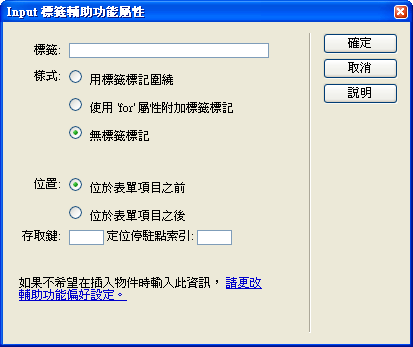 Input 標籤輔助功能屬性
標籤:
確定
樣式:
用標籤標記圍繞
取消
使用 'for' 屬性附加標籤標記
說明
無標籤標記
位置:
位於表單項目之前
位於表單項目之後
存取鍵: 定位停駐點索引:
如果不希望在插入物件時輸入此資訊，請更改
輔助功能偏好設定。